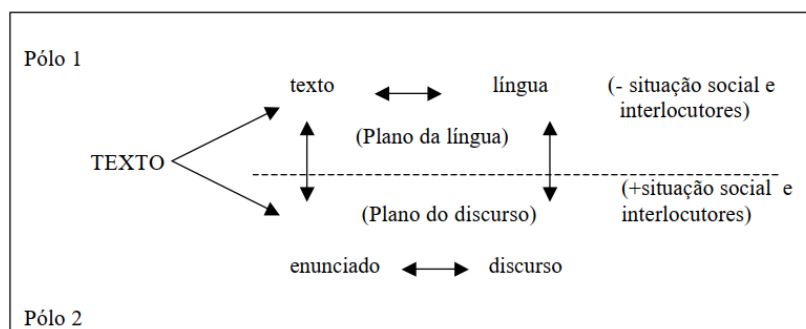 Pólo 1
texto língua (- situação social e
interlocutores)
(Plano da língua)
TEXTO
(+situação social e
(Plano do discurso) interlocutores)
enunciado discurso
Pólo 2